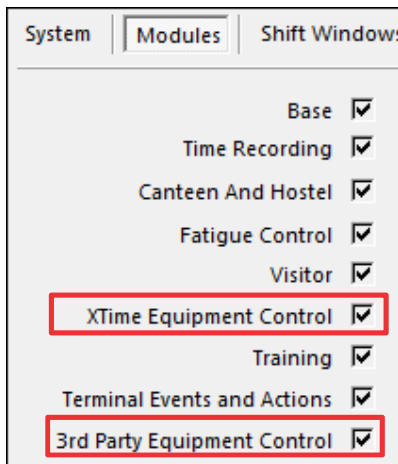 System Modules Shift Windows
Base
Time Recording
Canteen And Hostel
Fatigue Control
Visitor
XTime Equipment Control
Training
Terminal Events and Actions
3rd Party Equipment Control